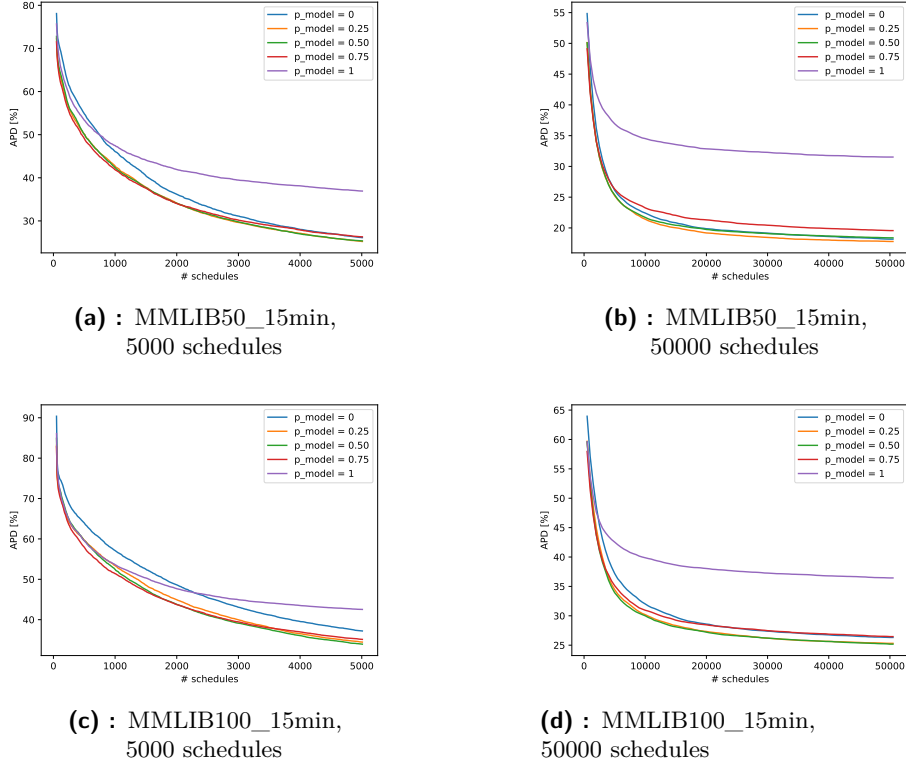 80
70
60
50
40
30
APD [%]
0 1000 2000 3000 4000 5000
# schedules
p_model = 0
p_model = 0.25
p_model = 0.50
p_model = 0.75
p_model = 1
(a) : MMLIB50_15min,
5000 schedules
55
50
45
40
35
30
25
20
APD [%]
0 10000 20000 30000 40000 50000
# schedules
p_model = 0
p_model = 0.25
p_model = 0.50
p_model = 0.75
p_model = 1
(b) : MMLIB50_15min,
50000 schedules
90
80
70
60
50
40
APD [%]
0 1000 2000 3000 4000 5000
# schedules
p_model = 0
p_model = 0.25
p_model = 0.50
p_model = 0.75
p_model = 1
(c) : MMLIB100_15min,
5000 schedules
65
60
55
50
45
40
35
30
25
APD [%]
0 10000 20000 30000 40000 50000
# schedules
p_model = 0
p_model = 0.25
p_model = 0.50
p_model = 0.75
p_model = 1
(d) : MMLIB100_15min,
50000 schedules